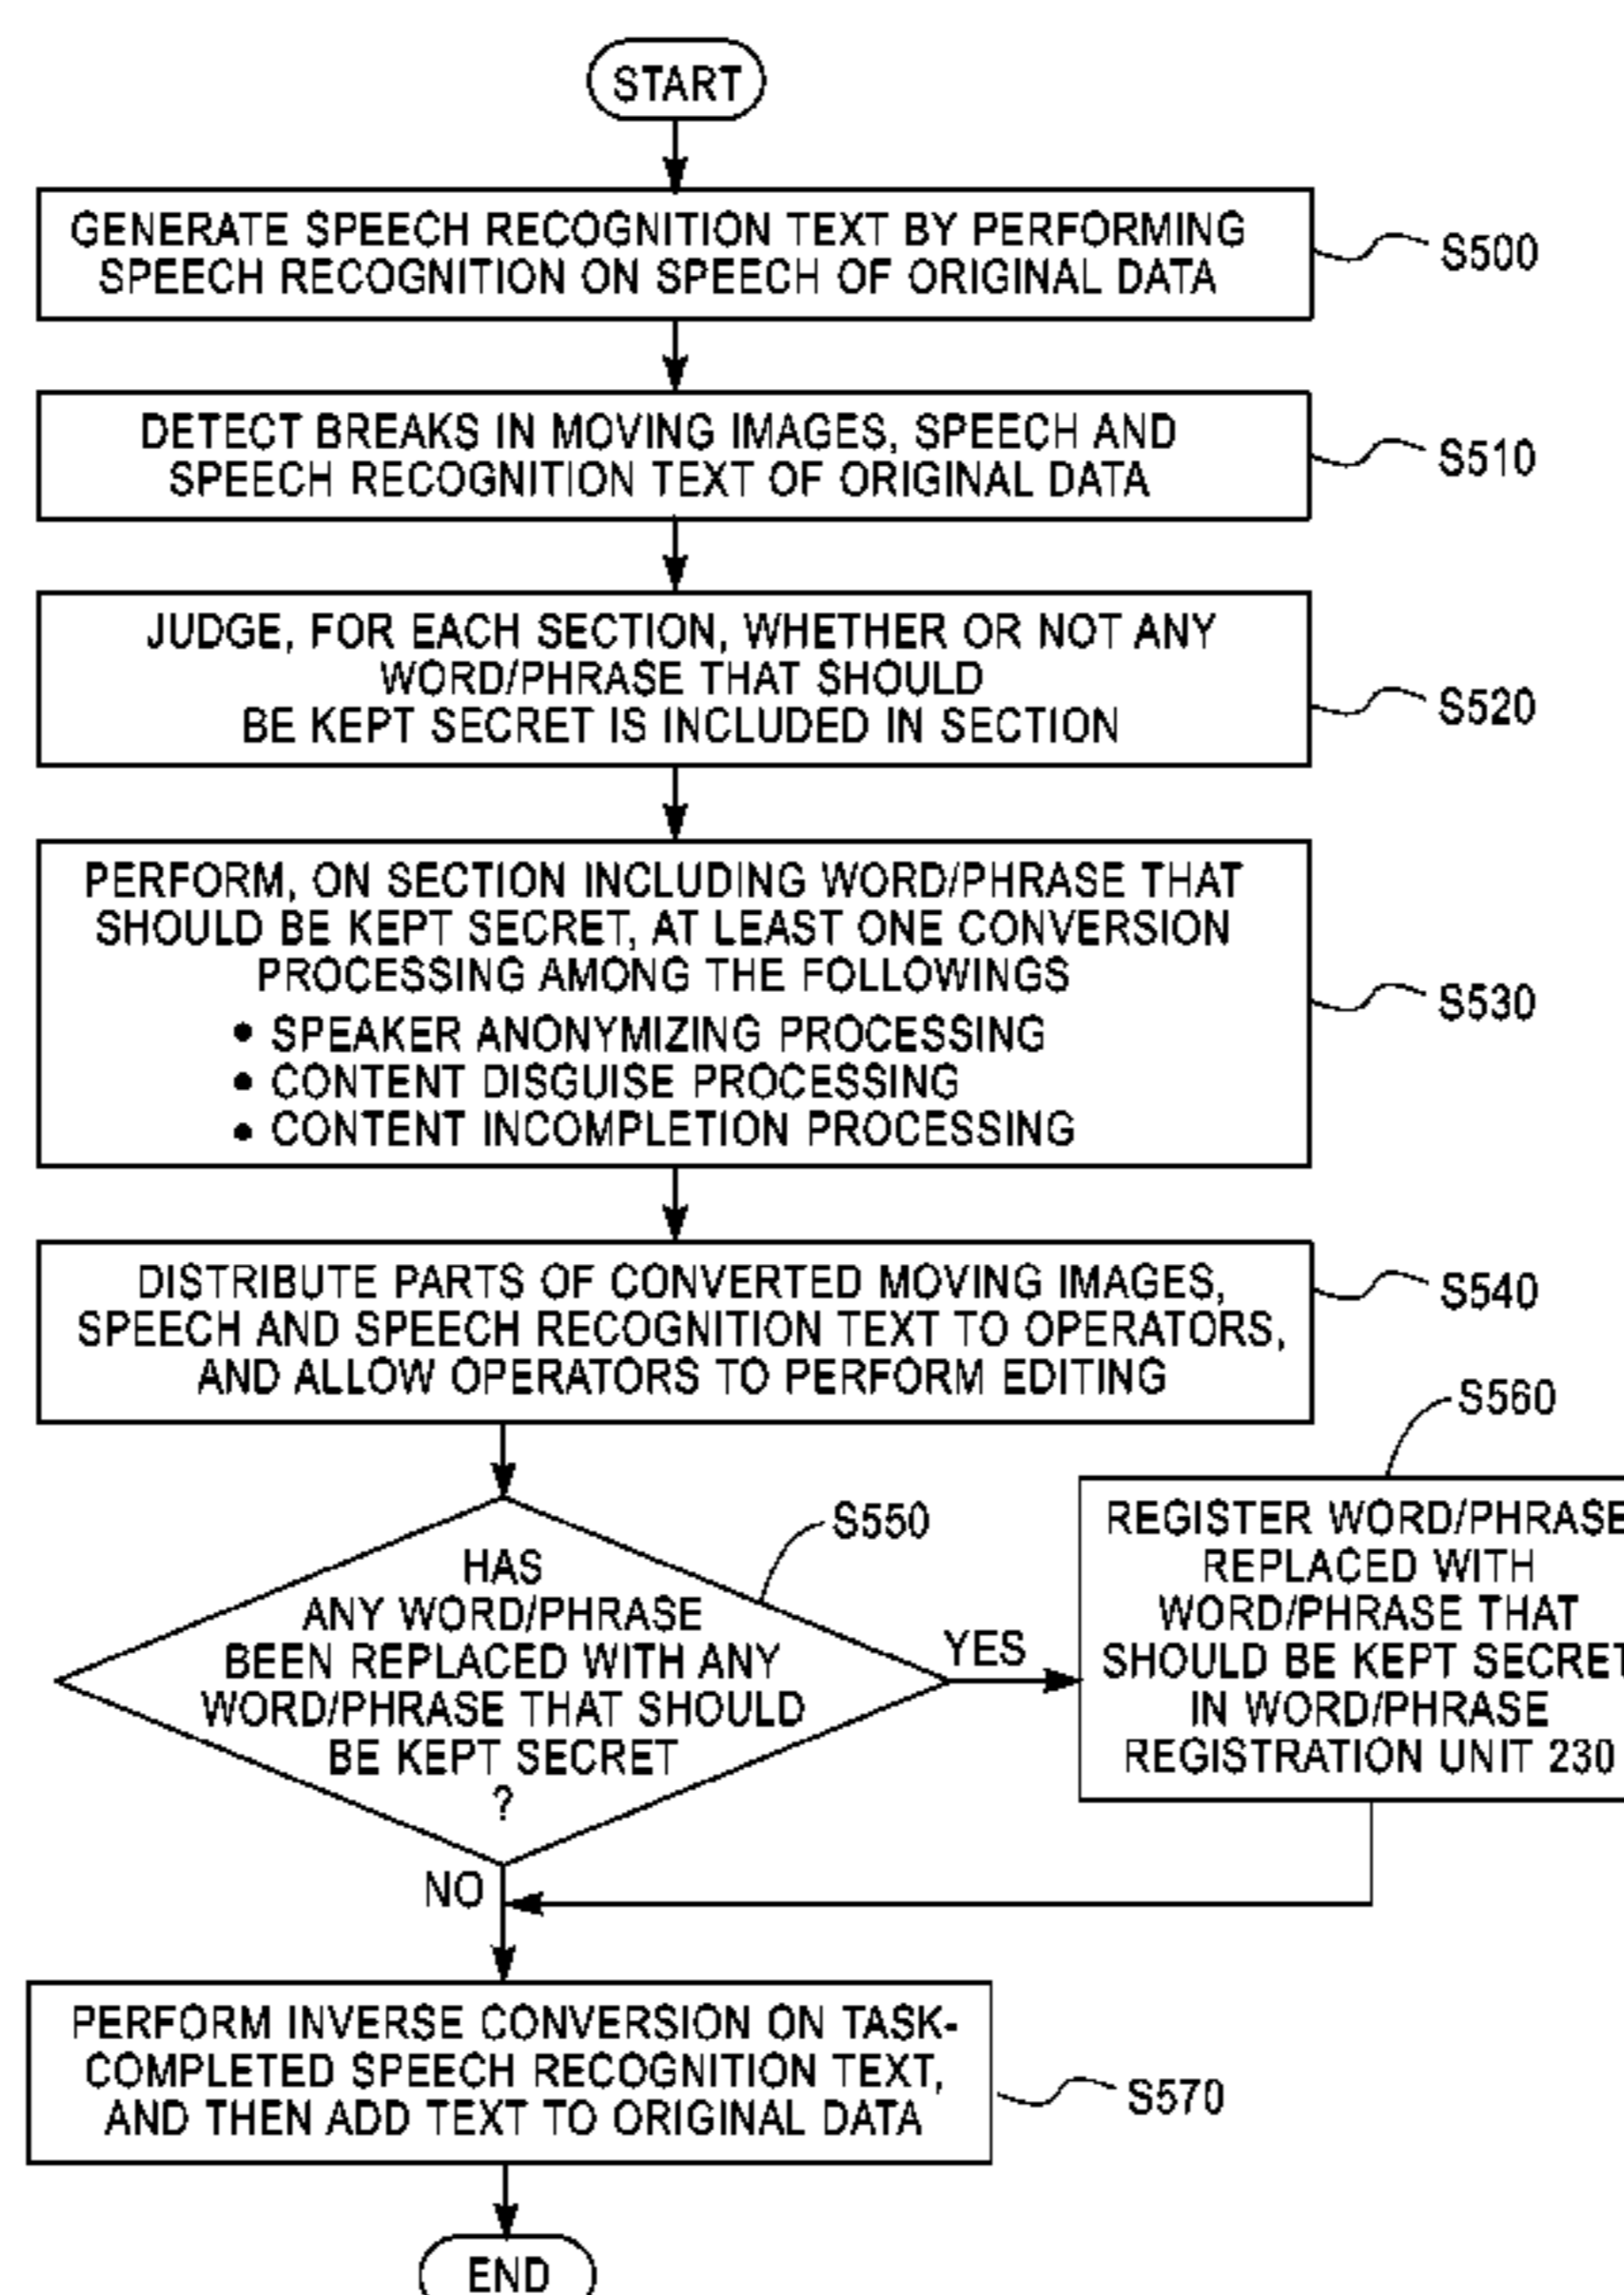 START
GENERATE SPEECH RECOGNITION TEXT BY PERFORMING
SPEECH RECOGNITION ON SPEECH OF ORIGINAL DATA
S500
DETECT BREAKS IN MOVING IMAGES, SPEECH AND
SPEECH RECOGNITION TEXT OF ORIGINAL DATA
S510
JUDGE, FOR EACH SECTION, WHETHER OR NOT ANY
WORD/PHRASE THAT SHOULD
BE KEPT SECRET IS INCLUDED IN SECTION
S520
PERFORM, ON SECTION INCLUDING WORD/PHRASE THAT
SHOULD BE KEPT SECRET, AT LEAST ONE CONVERSION
PROCESSING AMONG THE FOLLOWINGS
• SPEAKER ANONYMIZING PROCESSING
• CONTENT DISGUISE PROCESSING
• CONTENT INCOMPLETION PROCESSING
S530
DISTRIBUTE PARTS OF CONVERTED MOVING IMAGES,
SPEECH AND SPEECH RECOGNITION TEXT TO OPERATORS,
AND ALLOW OPERATORS TO PERFORM EDITING
S540
HAS
ANY WORD/PHRASE
BEEN REPLACED WITH ANY
WORD/PHRASE THAT SHOULD
BE KEPT SECRET
?
S550
YES
S560
REGISTER WORD/PHRASE
REPLACED WITH
WORD/PHRASE THAT
SHOULD BE KEPT SECRET
IN WORD/PHRASE
REGISTRATION UNIT 230
NO
PERFORM INVERSE CONVERSION ON TASK-
COMPLETED SPEECH RECOGNITION TEXT,
AND THEN ADD TEXT TO ORIGINAL DATA
S570
END